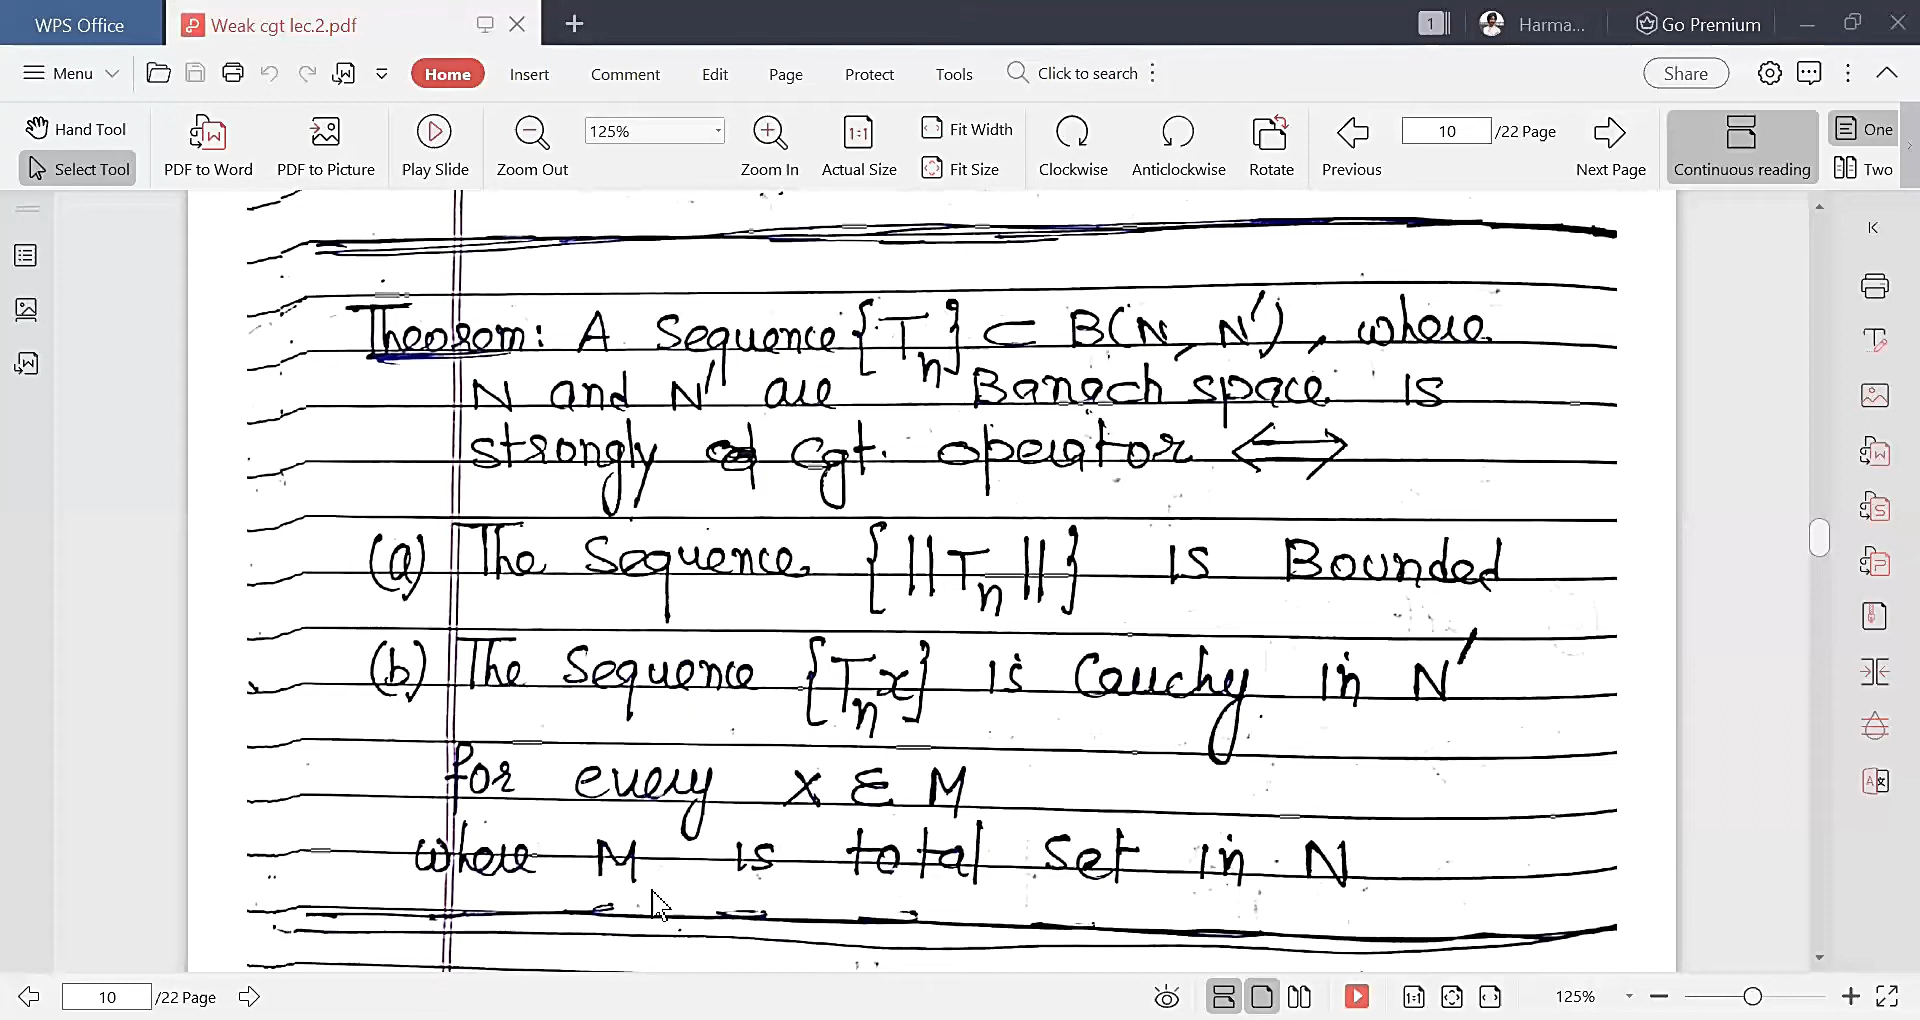 WPS Office
Weak cgt lec.2.pdf
1
Harma...
Go Premium
Menu
Home
Insert
Comment
Edit
Page
Protect
Tools
Click to search
Share
Hand Tool
Select Tool
PDF to Word
PDF to Picture
Play Slide
Zoom Out
125%
Zoom In
1:1
Actual Size
Fit Width
Fit Size
Clockwise
Anticlockwise
Rotate
Previous
10 /22 Page
Next Page
Continuous reading
One
Two
Theorem: A Sequence {Tn} ⊂ B(N, N′), where
N and N′ are Banach space is
strongly cgt. operator ⟺
(a) The Sequence {||Tn||} is Bounded
(b) The Sequence {Tnx} is Cauchy in N′
for every x ε M
where M is total set in N
10 /22 Page
125%